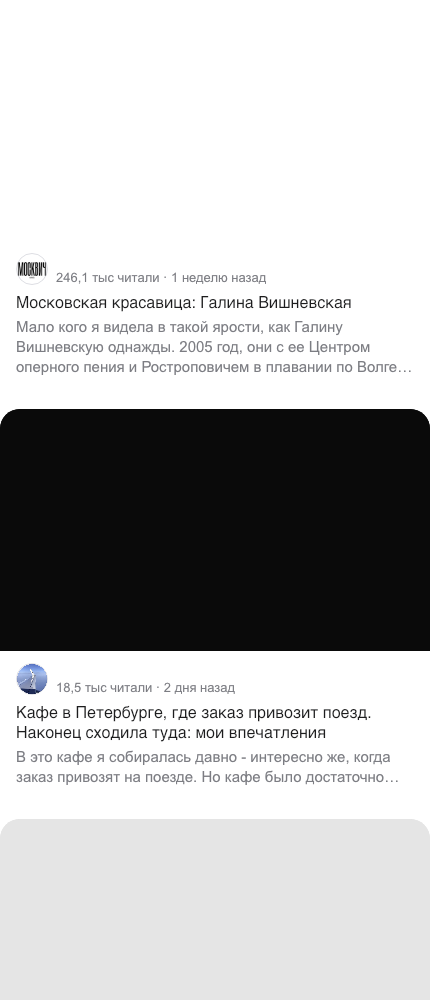 МОСКВИЧ
246,1 тыс читали · 1 неделю назад
Московская красавица: Галина Вишневская
Мало кого я видела в такой ярости, как Галину
Вишневскую однажды. 2005 год, они с ее Центром
оперного пения и Ростроповичем в плавании по Волге…
18,5 тыс читали · 2 дня назад
Кафе в Петербурге, где заказ привозит поезд.
Наконец сходила туда: мои впечатления
В это кафе я собиралась давно - интересно же, когда
заказ привозят на поезде. Но кафе было достаточно…